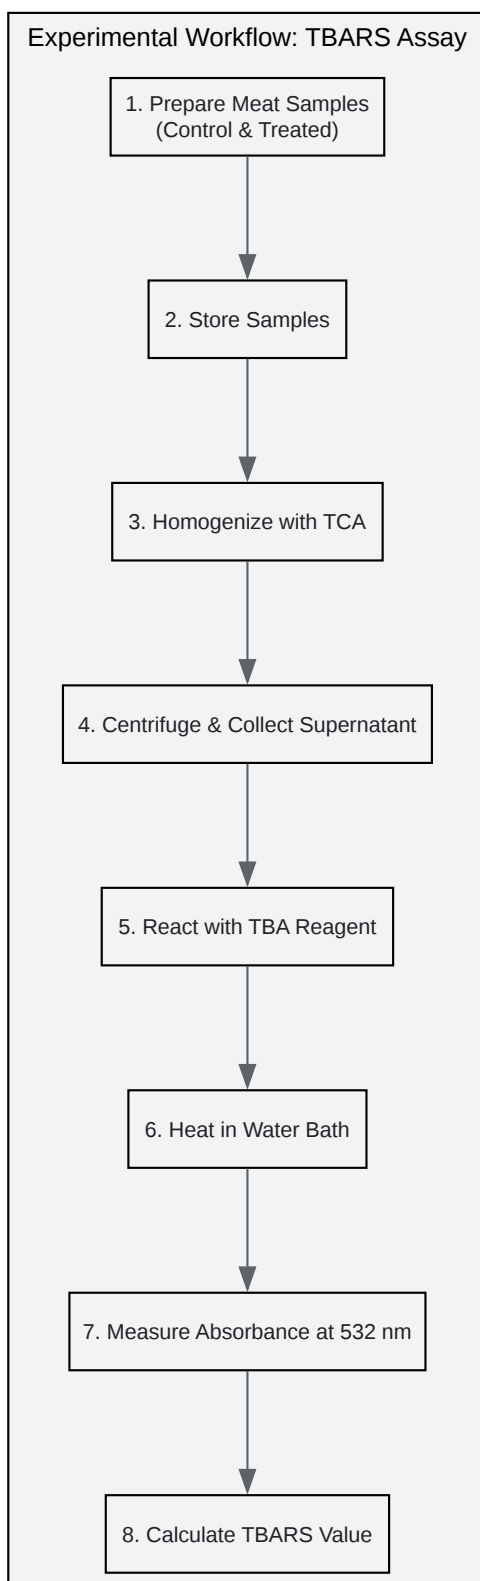 Experimental Workflow: TBARS Assay
1. Prepare Meat Samples
(Control & Treated)
2. Store Samples
3. Homogenize with TCA
4. Centrifuge & Collect Supernatant
5. React with TBA Reagent
6. Heat in Water Bath
7. Measure Absorbance at 532 nm
8. Calculate TBARS Value